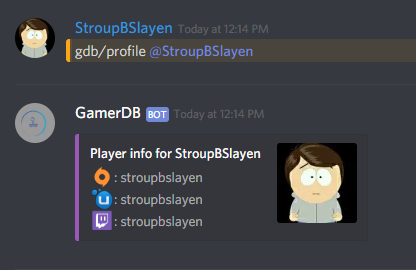 StroupBSlayen Today at 12:14 PM
gdb/profile @StroupBSlayen
GamerDB BOT Today at 12:14 PM
Player info for StroupBSlayen
: stroupbslayen
: stroupbslayen
: stroupbslayen